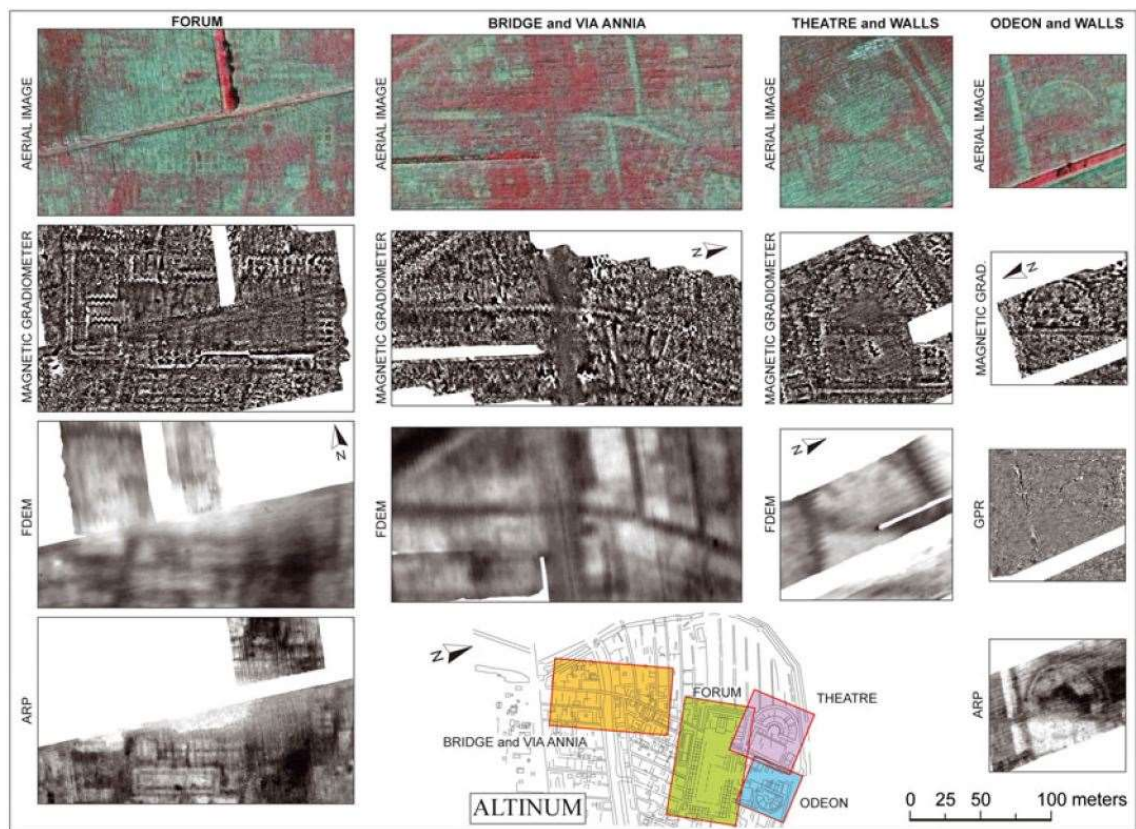 FORUM
BRIDGE and VIA ANNIA
THEATRE and WALLS
ODEON and WALLS
AERIAL IMAGE
AERIAL IMAGE
AERIAL IMAGE
AERIAL IMAGE
MAGNETIC GRADIOMETER
MAGNETIC GRADIOMETER
N
MAGNETIC GRADIOMETER
MAGNETIC GRAD.
N
FDEM
N
FDEM
FDEM
N
GPR
ARP
N
BRIDGE and VIA ANNIA
FORUM
THEATRE
ODEON
ALTINUM
ARP
0 25 50 100 meters